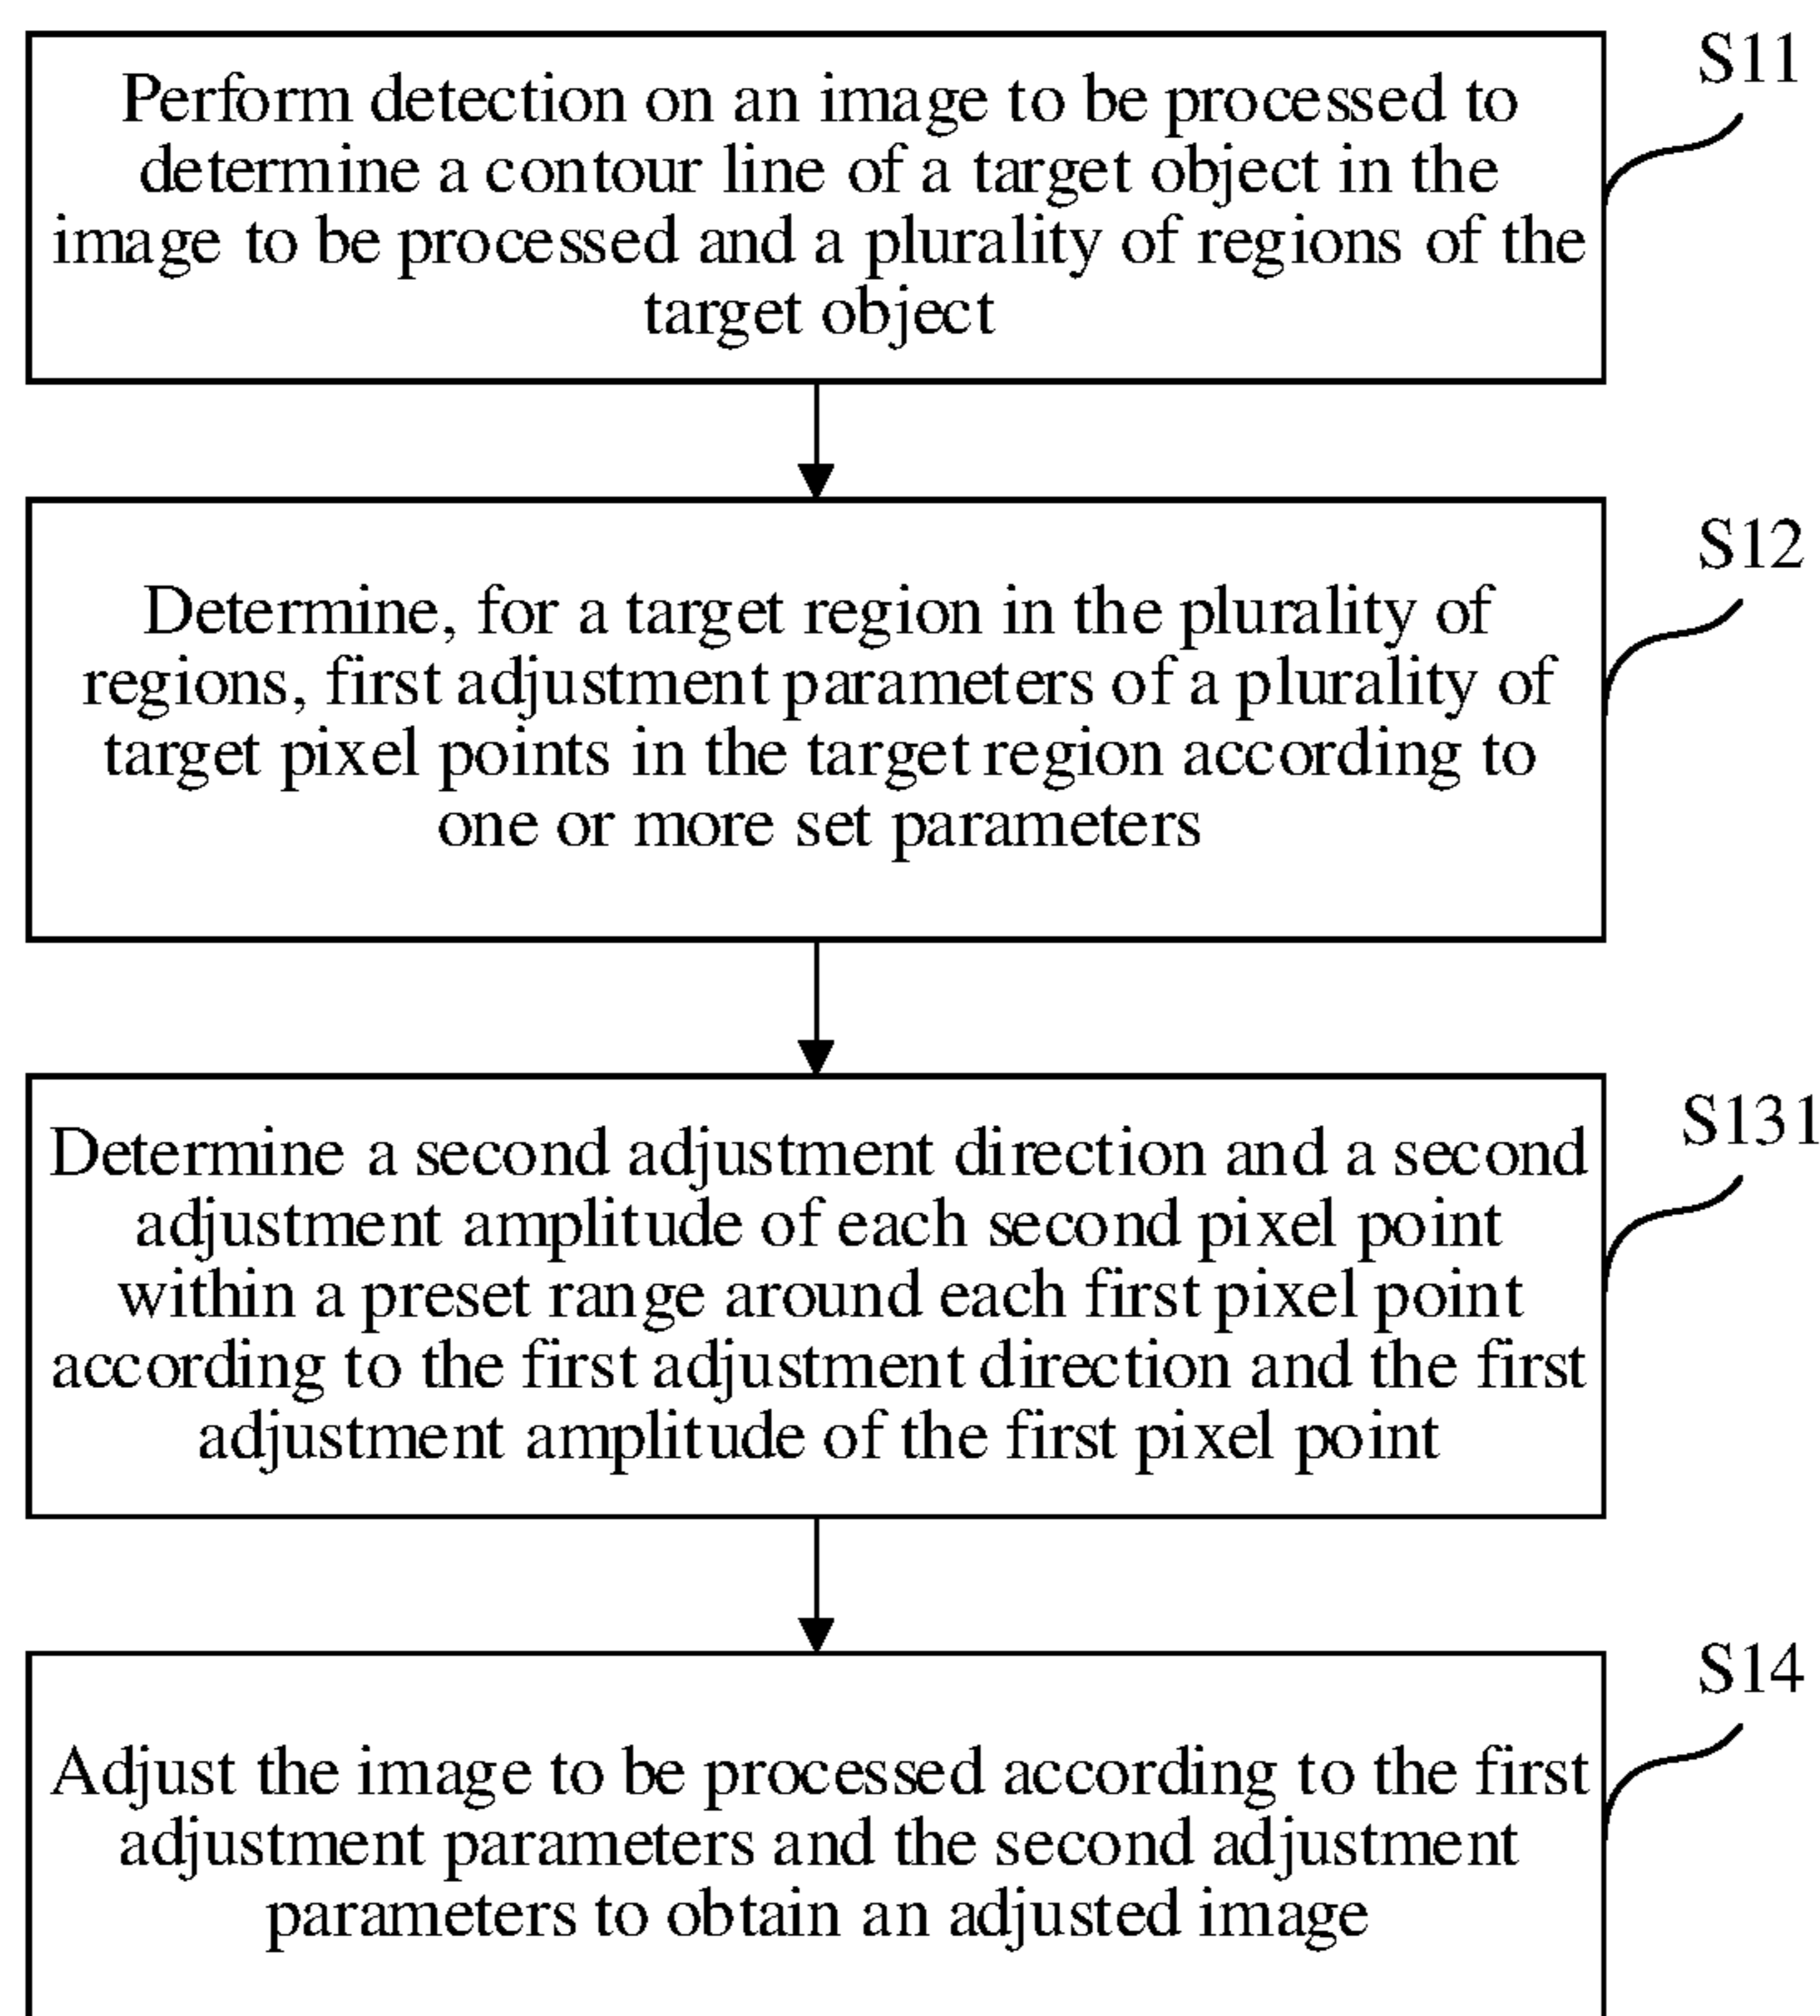 S11
Perform detection on an image to be processed to
determine a contour line of a target object in the
image to be processed and a plurality of regions of the
target object
S12
Determine, for a target region in the plurality of
regions, first adjustment parameters of a plurality of
target pixel points in the target region according to
one or more set parameters
S131
Determine a second adjustment direction and a second
adjustment amplitude of each second pixel point
within a preset range around each first pixel point
according to the first adjustment direction and the first
adjustment amplitude of the first pixel point
S14
Adjust the image to be processed according to the first
adjustment parameters and the second adjustment
parameters to obtain an adjusted image